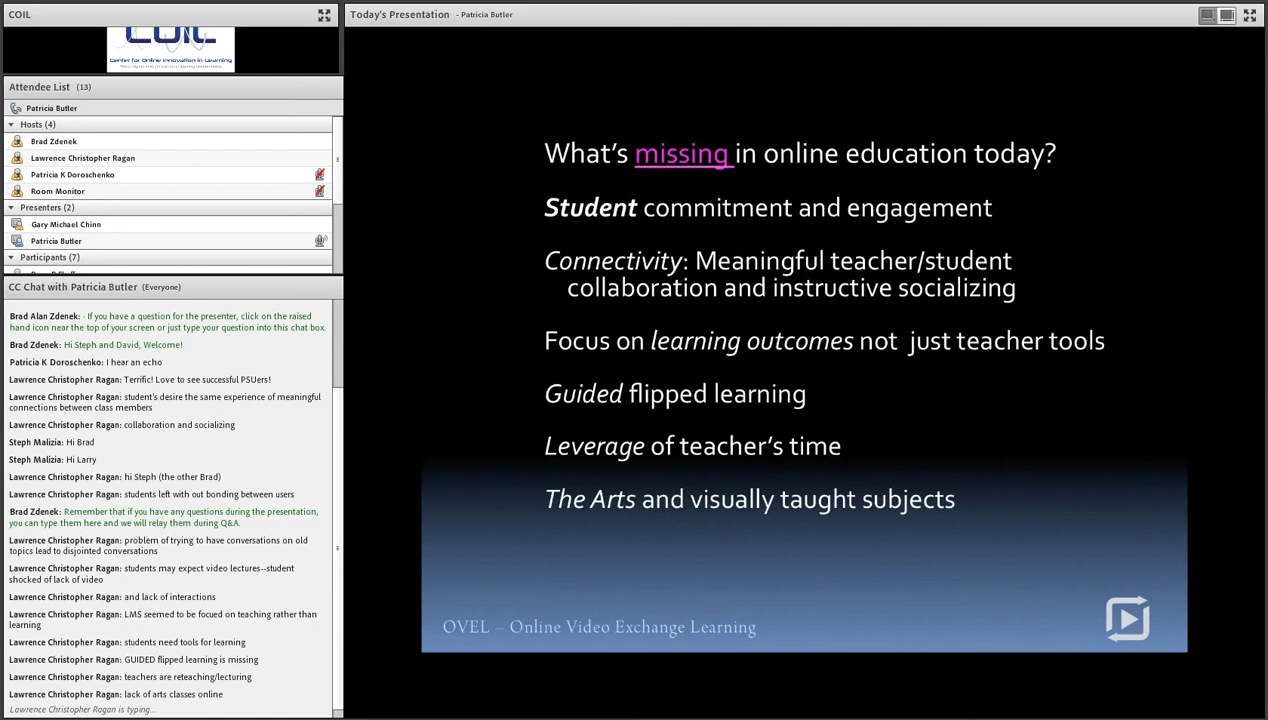 COIL
COIL
Center for Online Innovation in Learning
Attendee List (13)
Patricia Butler
Hosts (4)
Brad Zdenek
Lawrence Christopher Ragan
Patricia K Doroschenko
Room Monitor
Presenters (2)
Gary Michael Chinn
Patricia Butler
Participants (7)
CC Chat with Patricia Butler (Everyone)
Brad Alan Zdenek: - If you have a question for the presenter, click on the raised
hand icon near the top of your screen or just type your question into this chat box.
Brad Zdenek: Hi Steph and David, Welcome!
Patricia K Doroschenko: I hear an echo
Lawrence Christopher Ragan: Terrific! Love to see successful PSUers!
Lawrence Christopher Ragan: student's desire the same experience of meaningful
connections between class members
Lawrence Christopher Ragan: collaboration and socializing
Steph Malizia: Hi Brad
Steph Malizia: Hi Larry
Lawrence Christopher Ragan: hi Steph (the other Brad)
Lawrence Christopher Ragan: students left with out bonding between users
Brad Zdenek: Remember that if you have any questions during the presentation,
you can type them here and we will relay them during Q&A.
Lawrence Christopher Ragan: problem of trying to have conversations on old
topics lead to disjointed conversations
Lawrence Christopher Ragan: students may expect video lectures--student
shocked of lack of video
Lawrence Christopher Ragan: and lack of interactions
Lawrence Christopher Ragan: LMS seemed to be focued on teaching rather than
learning
Lawrence Christopher Ragan: students need tools for learning
Lawrence Christopher Ragan: GUIDED flipped learning is missing
Lawrence Christopher Ragan: teachers are reteaching/lecturing
Lawrence Christopher Ragan: lack of arts classes online
Lawrence Christopher Ragan is typing...
Today's Presentation - Patricia Butler
What's missing in online education today?
Student commitment and engagement
Connectivity: Meaningful teacher/student
collaboration and instructive socializing
Focus on learning outcomes not just teacher tools
Guided flipped learning
Leverage of teacher's time
The Arts and visually taught subjects
OVEL – Online Video Exchange Learning